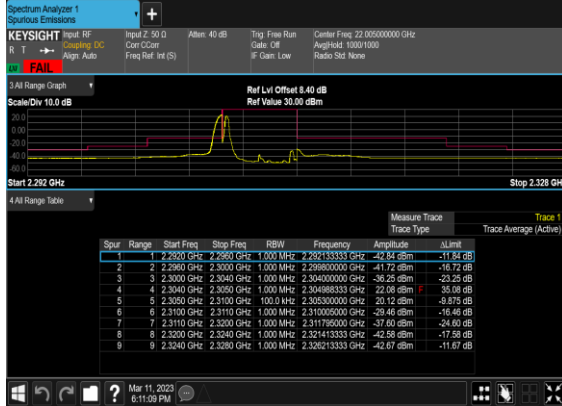 Spectrum Analyzer 1
Spurious Emissions
+
KEYSIGHT Input: RF Input Z: 50 Ω Atten: 40 dB Trig: Free Run Center Freq: 22.005000000 GHz
R T Coupling: DC Corr CCorr Gate: Off Avg|Hold: 1000/1000
Align: Auto Freq Ref: Int (S) IF Gain: Low Radio Std: None
LXI FAIL
3 All Range Graph
Ref Lvl Offset 8.40 dB
Scale/Div 10.0 dB Ref Value 30.00 dBm
20.0
0.00
-20.0
-40.0
-60.0
Start 2.292 GHz Stop 2.328 GH
4 All Range Table
Measure Trace Trace 1
Trace Type Trace Average (Active)
Spur Range Start Freq Stop Freq RBW Frequency Amplitude ΔLimit
1 1 2.2920 GHz 2.2960 GHz 1.000 MHz 2.292133333 GHz -42.84 dBm -11.84 dB
2 2 2.2960 GHz 2.3000 GHz 1.000 MHz 2.299800000 GHz -41.72 dBm -16.72 dB
3 3 2.3000 GHz 2.3040 GHz 1.000 MHz 2.304000000 GHz -36.25 dBm -23.25 dB
4 4 2.3040 GHz 2.3050 GHz 1.000 MHz 2.304988333 GHz 22.08 dBm F 35.08 dB
5 5 2.3050 GHz 2.3100 GHz 100.0 kHz 2.305300000 GHz 20.12 dBm -9.875 dB
6 6 2.3100 GHz 2.3110 GHz 1.000 MHz 2.310005000 GHz -29.46 dBm -16.46 dB
7 7 2.3110 GHz 2.3200 GHz 1.000 MHz 2.311795000 GHz -37.60 dBm -24.60 dB
8 8 2.3200 GHz 2.3240 GHz 1.000 MHz 2.321413333 GHz -42.58 dBm -17.58 dB
9 9 2.3240 GHz 2.3280 GHz 1.000 MHz 2.326213333 GHz -42.67 dBm -11.67 dB
? Mar 11, 2023
6:11:09 PM